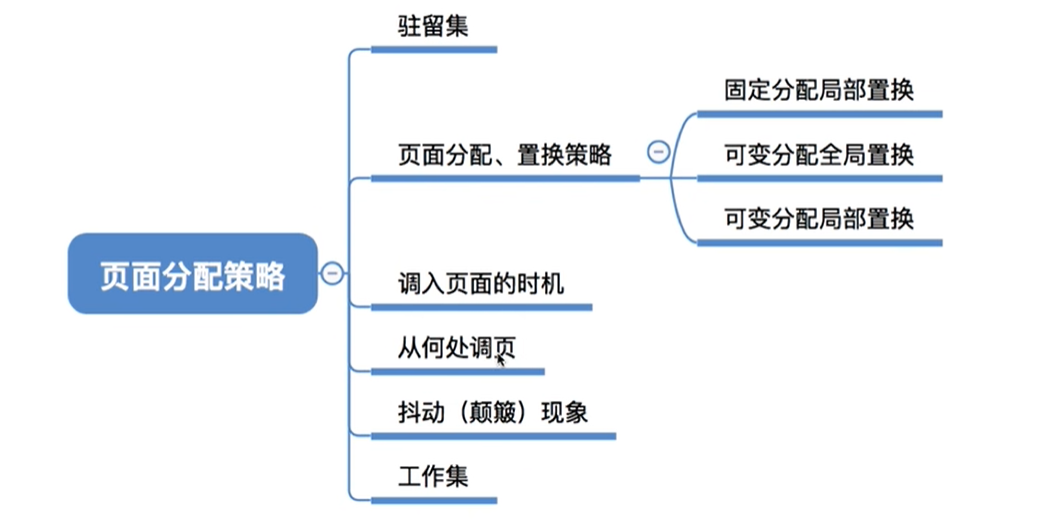 页面分配策略
驻留集
页面分配、置换策略
固定分配局部置换
可变分配全局置换
可变分配局部置换
调入页面的时机
从何处调页
抖动（颠簸）现象
工作集